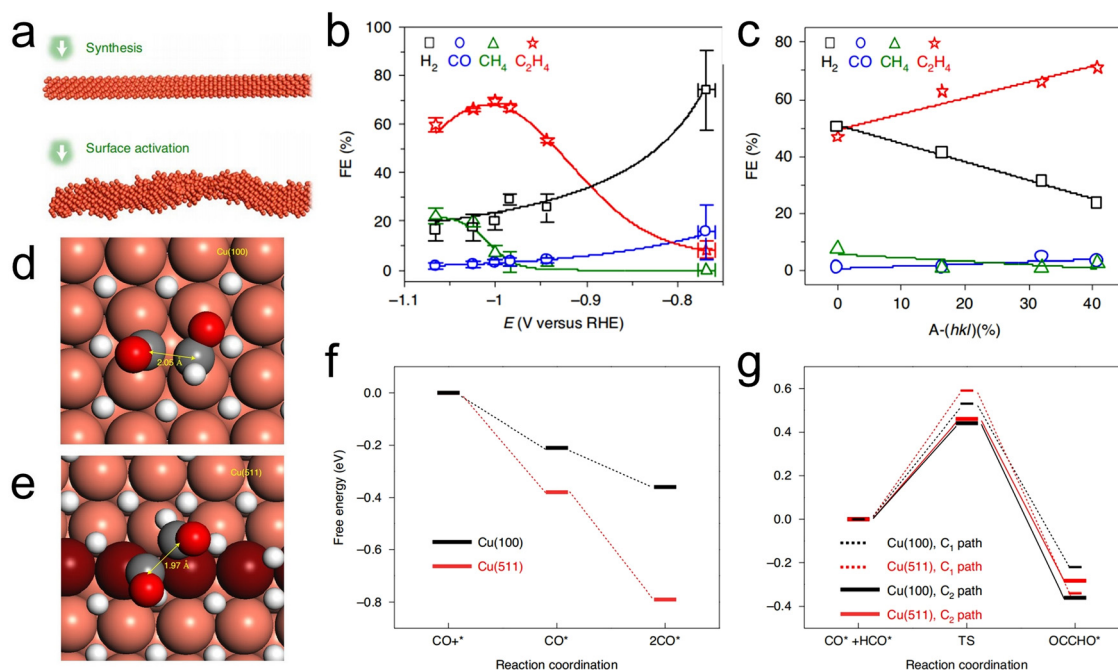 a
Synthesis
Surface activation
b
H2 CO CH4 C2H4
FE (%)
100
80
60
40
20
0
−1.1 −1 −0.9 −0.8
E (V versus RHE)
c
H2 CO CH4 C2H4
FE (%)
80
60
40
20
0
0 10 20 30 40
A-(hkl)(%)
d
Cu(100)
2.05 Å
e
Cu(511)
1.97 Å
f
Free energy (eV)
0.0
−0.2
−0.4
−0.6
−0.8
Cu(100)
Cu(511)
CO+* CO* 2CO*
Reaction coordination
g
0.6
0.4
0.2
0.0
−0.2
−0.4
Cu(100), C1 path
Cu(511), C1 path
Cu(100), C2 path
Cu(511), C2 path
CO* +HCO* TS OCCHO*
Reaction coordination